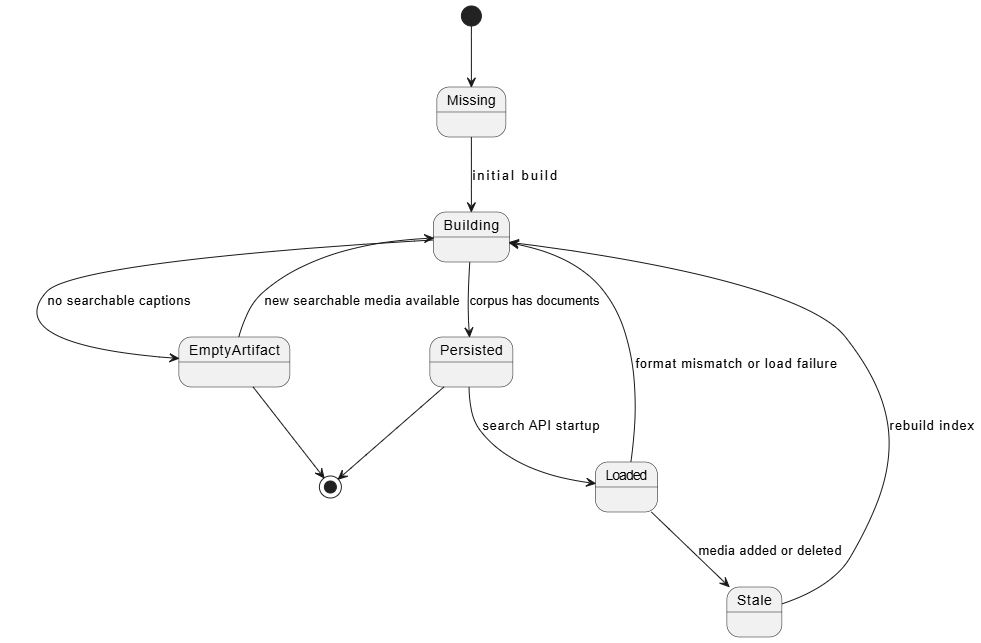 Missing
initial build
Building
no searchable captions
new searchable media available
corpus has documents
EmptyArtifact
Persisted
format mismatch or load failure
search API startup
rebuild index
Loaded
media added or deleted
Stale